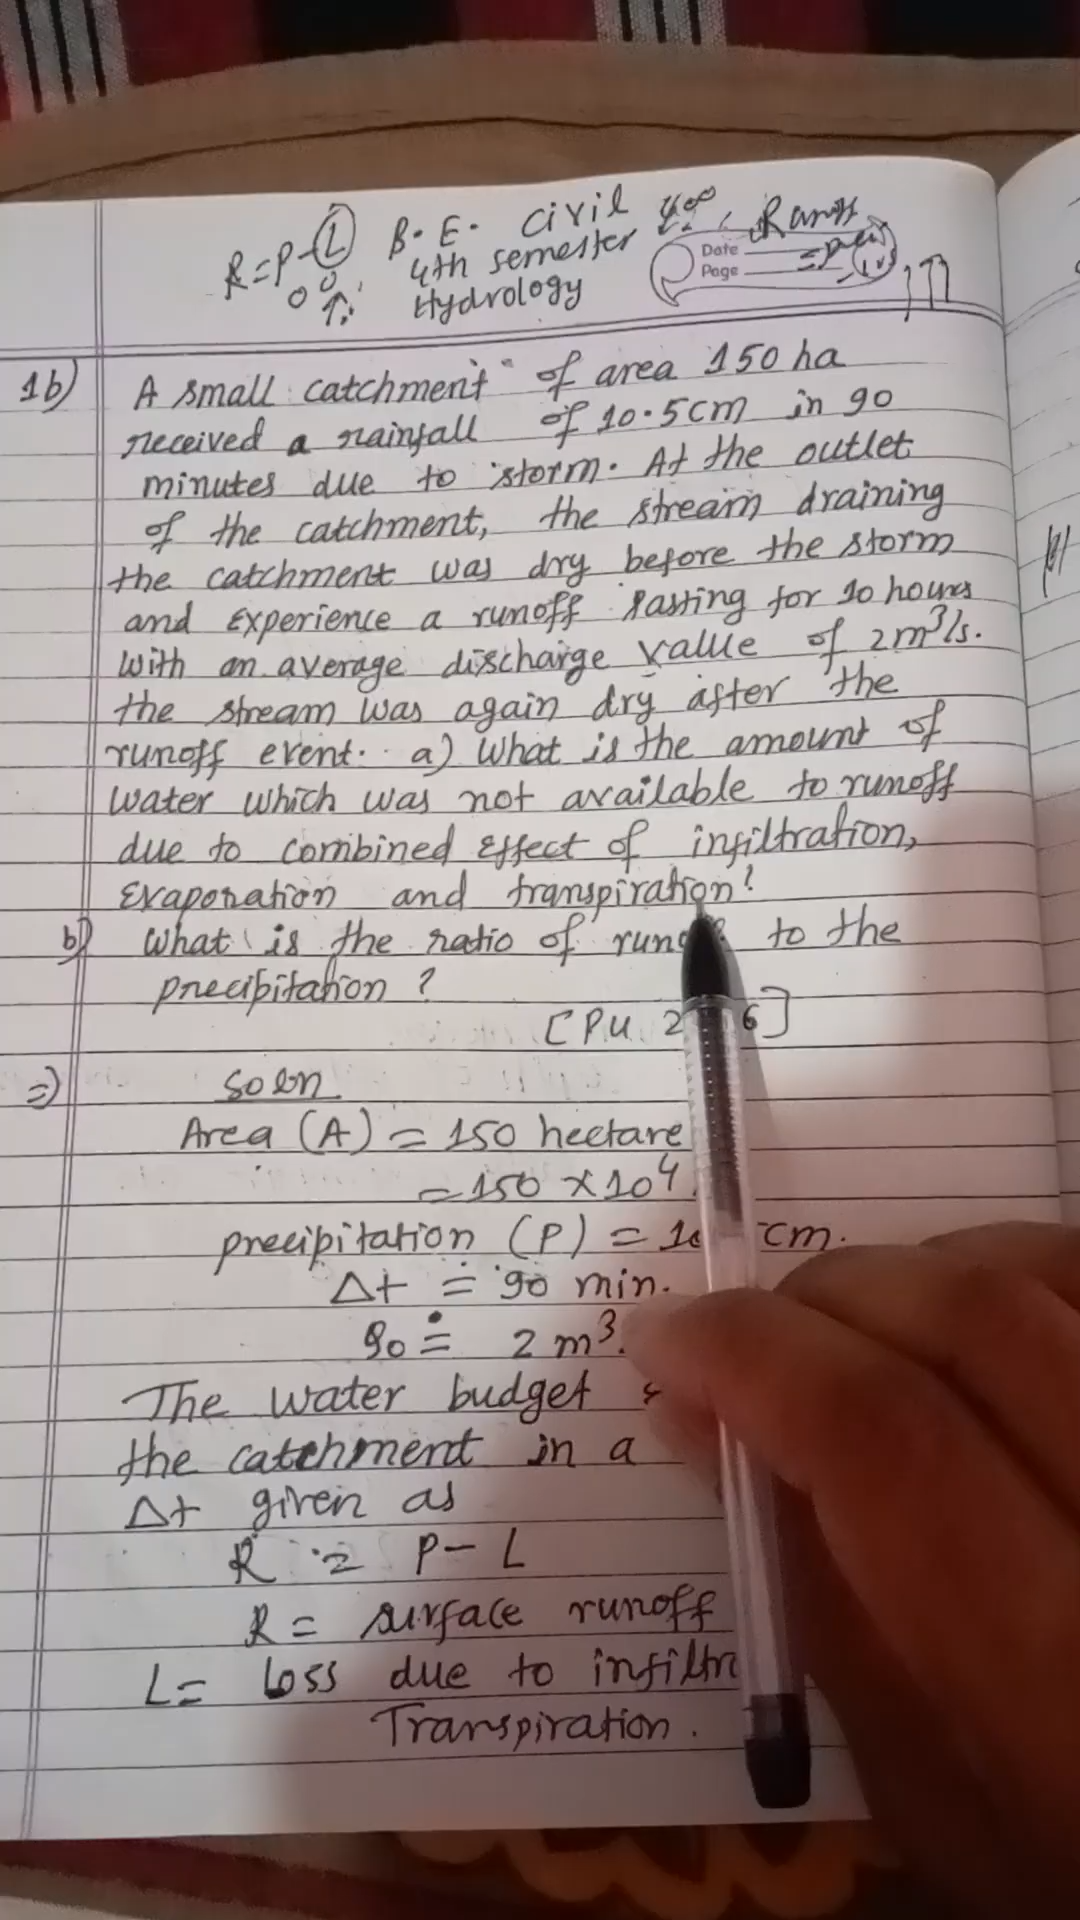 R=P-L B.E. Civil
4th semester
Hydrology
Date
Page
1b) A small catchment of area 150 ha
received a rainfall of 10.5cm in 90
minutes due to storm. At the outlet
of the catchment, the stream draining
the catchment was dry before the storm
and Experience a runoff lasting for 10 hours
with an average discharge value of 2m³/s.
the stream was again dry after the
runoff event. a) What is the amount of
Water which was not available to runoff
due to combined Effect of infiltration,
Evaporation and transpiration?
b) What is the ratio of runo to the
precipitation ?
[PU 2 6]
=) Soln
Area (A) = 150 hectare
= 150 ×10⁴
precipitation (P) = 10 cm.
Δt = 90 min.
= 2 m³
The water budget
the catchment in a
Δt given as
R = P - L
R = surface runoff
L= Loss due to infiltr
Transpiration.